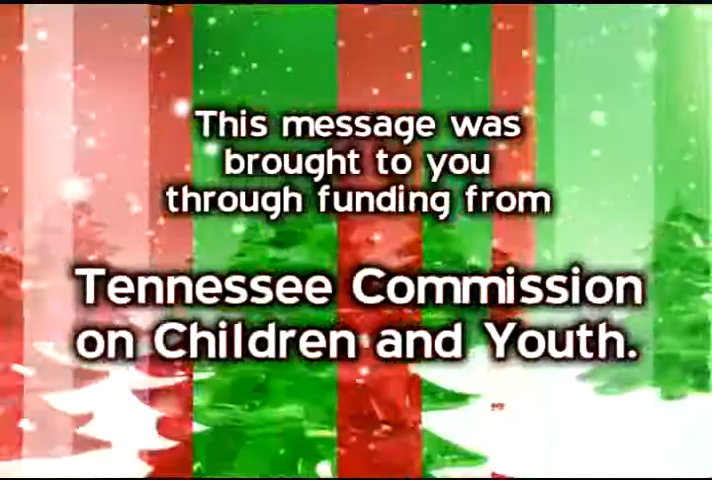 This message was
brought to you
through funding from
Tennessee Commission
on Children and Youth.